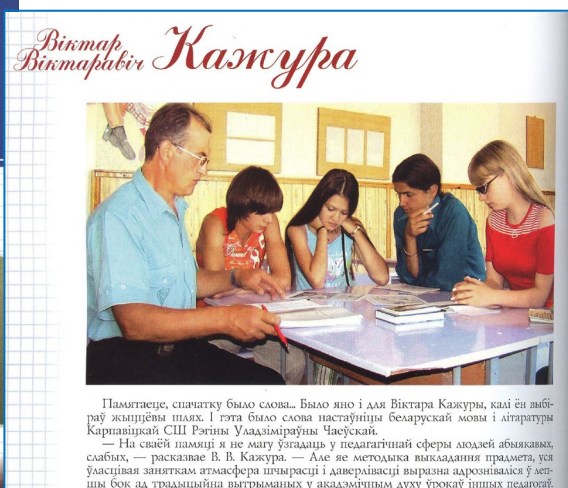 Віктар
Віктаравіч Кажура
Памятаеце, спачатку было слова... Было яно і для Віктара Кажуры, калі ён выбі-
раў жыццёвы шлях. І гэта было слова настаўніцы беларускай мовы і літаратуры
Карпавіцкай СШ Рэгіны Уладзіміраўны Чаеўскай.
— На сваёй памяці я не магу ўзгадаць у педагагічнай сферы людзей абыякавых,
слабых, — расказвае В. В. Кажура. — Але яе методыка выкладання прадмета, уся
ўласцівая заняткам атмасфера шчырасці і даверлівасці выразна адрозніваліся ў леп-
шы бок ад традыцыйна вытрыманых у акадэмічным духу ўрокаў іншых педагогаў.